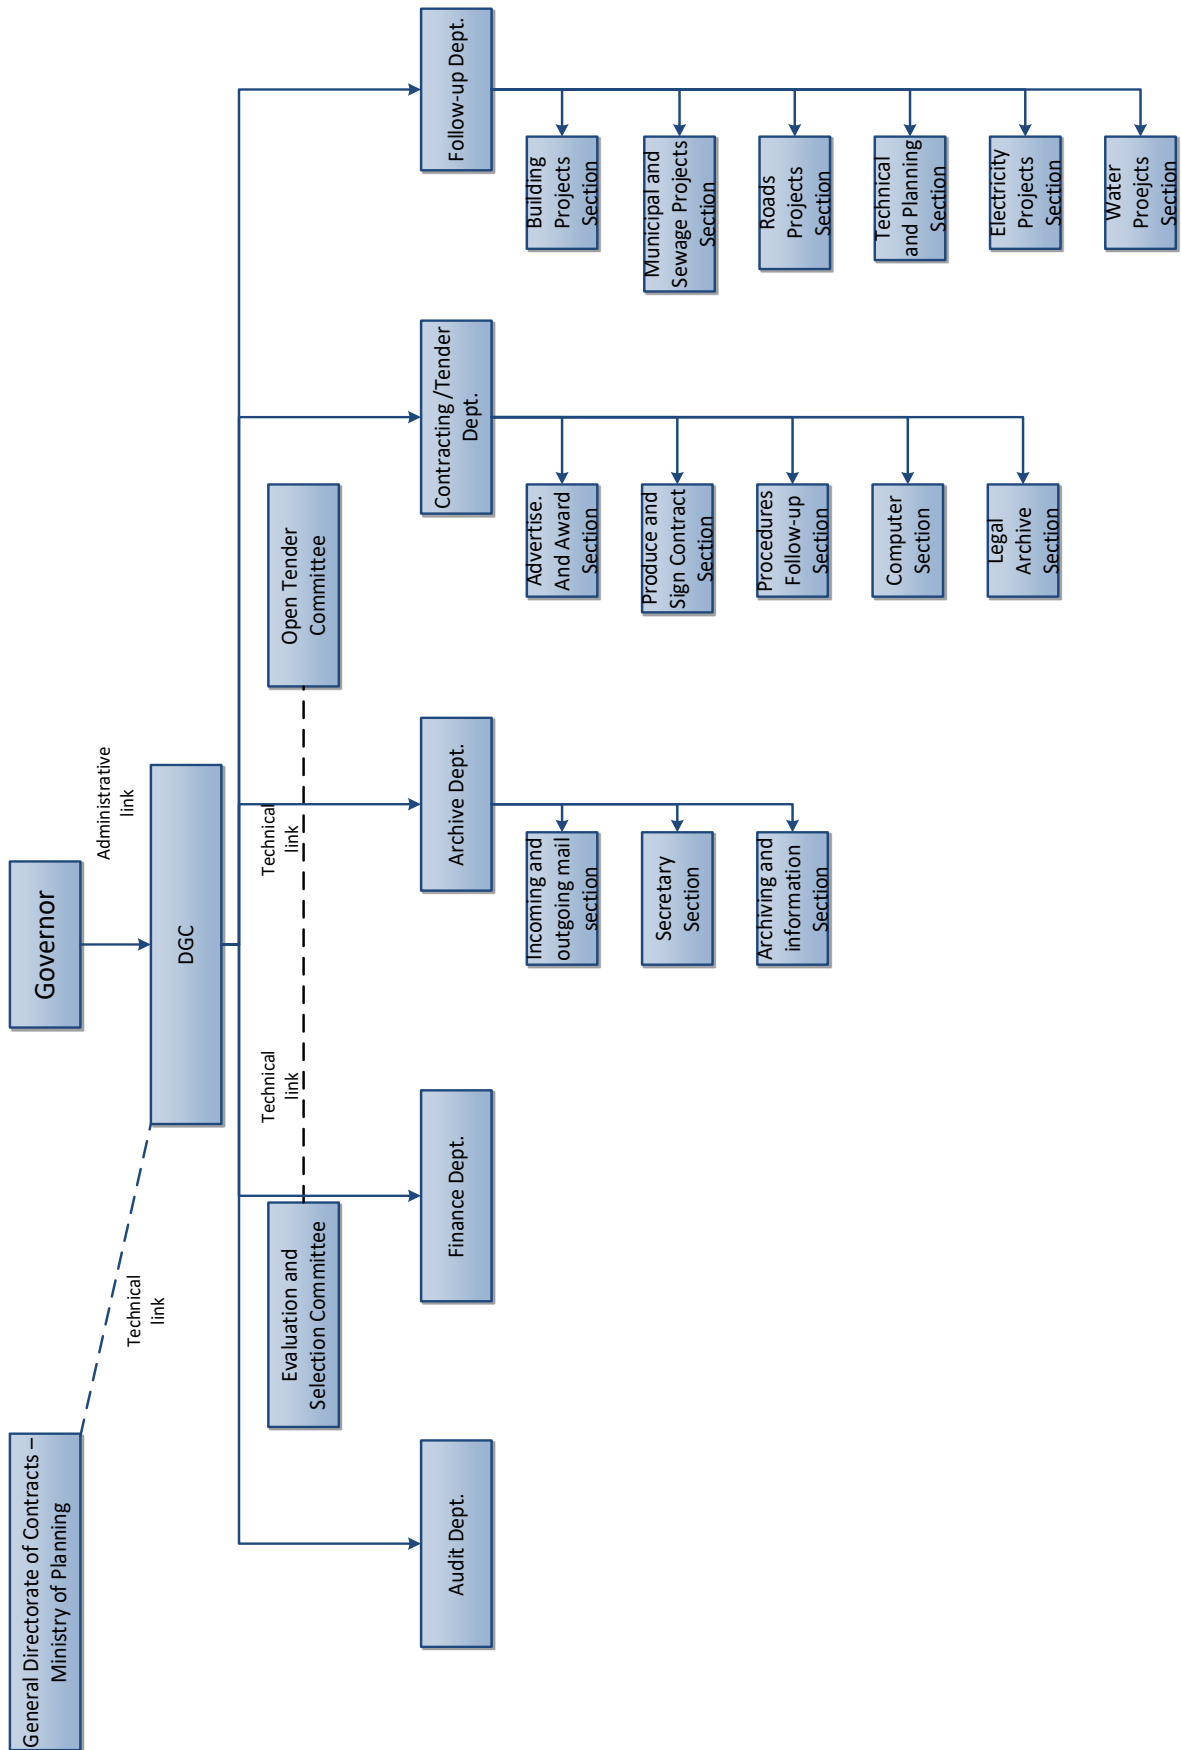 General Directorate of Contracts –
Ministry of Planning
Governor
Administrative
link
Technical
link
DGC
Technical
link
Technical
link
Evaluation and
Selection Committee
Open Tender
Committee
Audit Dept.
Finance Dept.
Archive Dept.
Contracting /Tender
Dept.
Follow-up Dept.
Incoming and
outgoing mail
section
Secretary
Section
Archiving and
information
Section
Advertise.
And Award
Section
Produce and
Sign Contract
Section
Procedures
Follow-up
Section
Computer
Section
Legal
Archive
Section
Building
Projects
Section
Municipal and
Sewage Projects
Section
Roads
Projects
Section
Technical
and Planning
Section
Electricity
Projects
Section
Water
Proejcts
Section